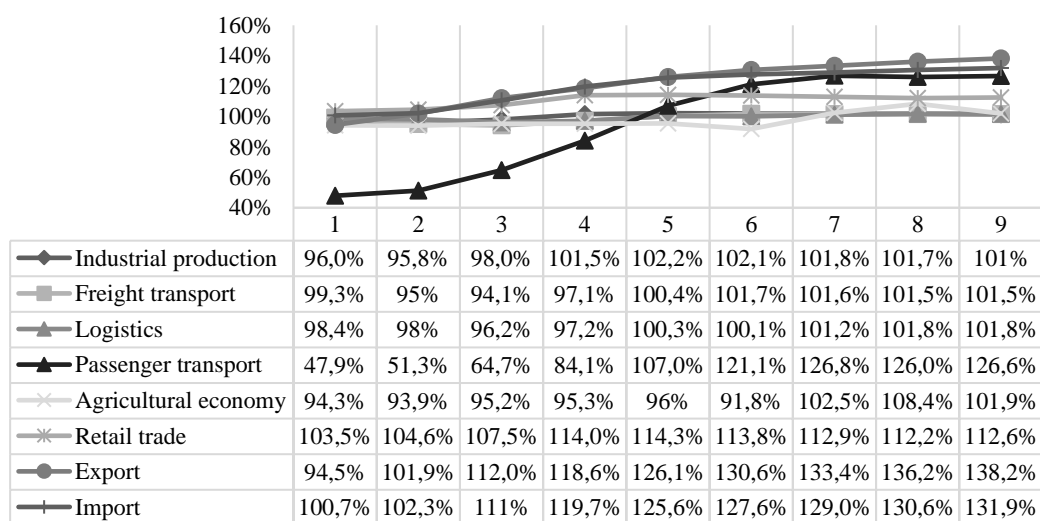 160%
140%
120%
100%
80%
60%
40%
1 2 3 4 5 6 7 8 9
Industrial production 96,0% 95,8% 98,0% 101,5% 102,2% 102,1% 101,8% 101,7% 101%
Freight transport 99,3% 95% 94,1% 97,1% 100,4% 101,7% 101,6% 101,5% 101,5%
Logistics 98,4% 98% 96,2% 97,2% 100,3% 100,1% 101,2% 101,8% 101,8%
Passenger transport 47,9% 51,3% 64,7% 84,1% 107,0% 121,1% 126,8% 126,0% 126,6%
Agricultural economy 94,3% 93,9% 95,2% 95,3% 96% 91,8% 102,5% 108,4% 101,9%
Retail trade 103,5% 104,6% 107,5% 114,0% 114,3% 113,8% 112,9% 112,2% 112,6%
Export 94,5% 101,9% 112,0% 118,6% 126,1% 130,6% 133,4% 136,2% 138,2%
Import 100,7% 102,3% 111% 119,7% 125,6% 127,6% 129,0% 130,6% 131,9%